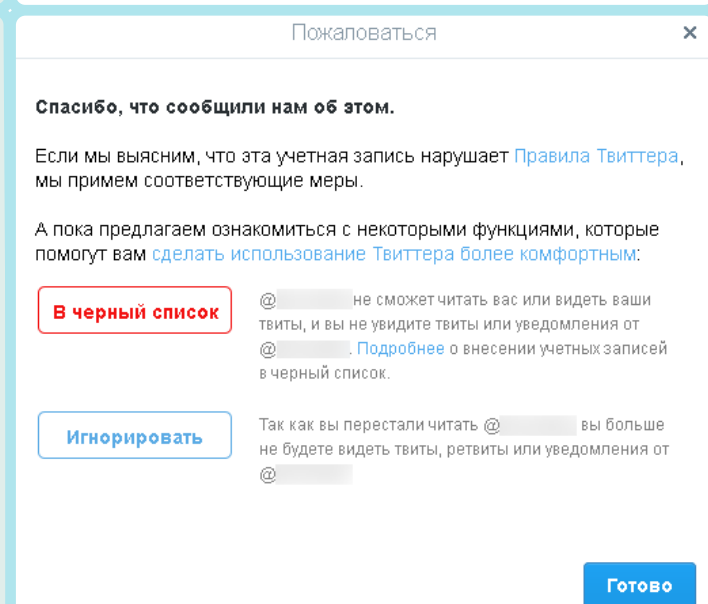 Пожаловаться ×
Спасибо, что сообщили нам об этом.
Если мы выясним, что эта учетная запись нарушает Правила Твиттера,
мы примем соответствующие меры.
А пока предлагаем ознакомиться с некоторыми функциями, которые
помогут вам сделать использование Твиттера более комфортным:
В черный список
@ не сможет читать вас или видеть ваши
твиты, и вы не увидите твиты или уведомления от
@ . Подробнее о внесении учетных записей
в черный список.
Игнорировать
Так как вы перестали читать @ вы больше
не будете видеть твиты, ретвиты или уведомления от
@
Готово